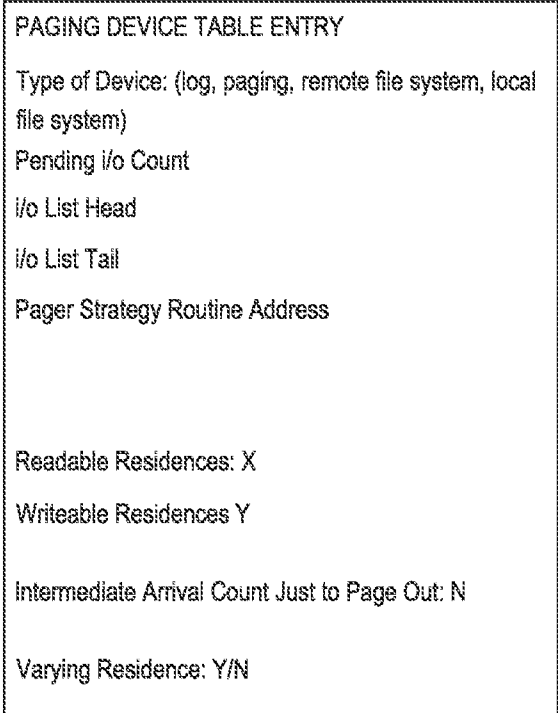 PAGING DEVICE TABLE ENTRY
Type of Device: (log, paging, remote file system, local
file system)
Pending i/o Count
i/o List Head
i/o List Tail
Pager Strategy Routine Address
Readable Residences: X
Writeable Residences Y
Intermediate Arrival Count Just to Page Out: N
Varying Residence: Y/N